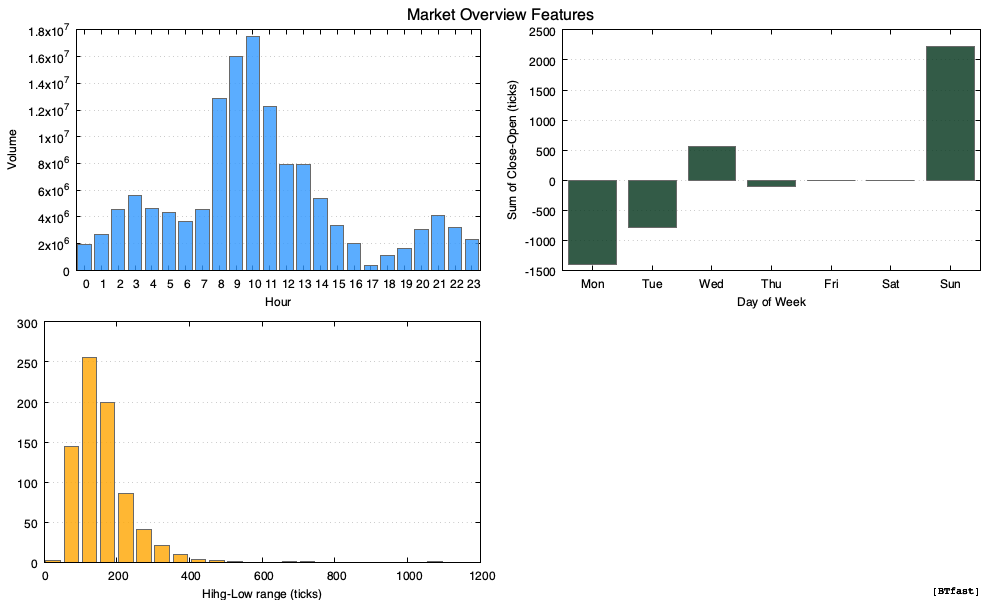 Market Overview Features
1.8x10^7
1.6x10^7
1.4x10^7
1.2x10^7
1x10^7
8x10^6
6x10^6
4x10^6
2x10^6
0
Volume
0 1 2 3 4 5 6 7 8 9 10 11 12 13 14 15 16 17 18 19 20 21 22 23
Hour
2500
2000
1500
1000
500
0
-500
-1000
-1500
Sum of Close-Open (ticks)
Mon Tue Wed Thu Fri Sat Sun
Day of Week
300
250
200
150
100
50
0
0 200 400 600 800 1000 1200
Hihg-Low range (ticks)
[BTfast]